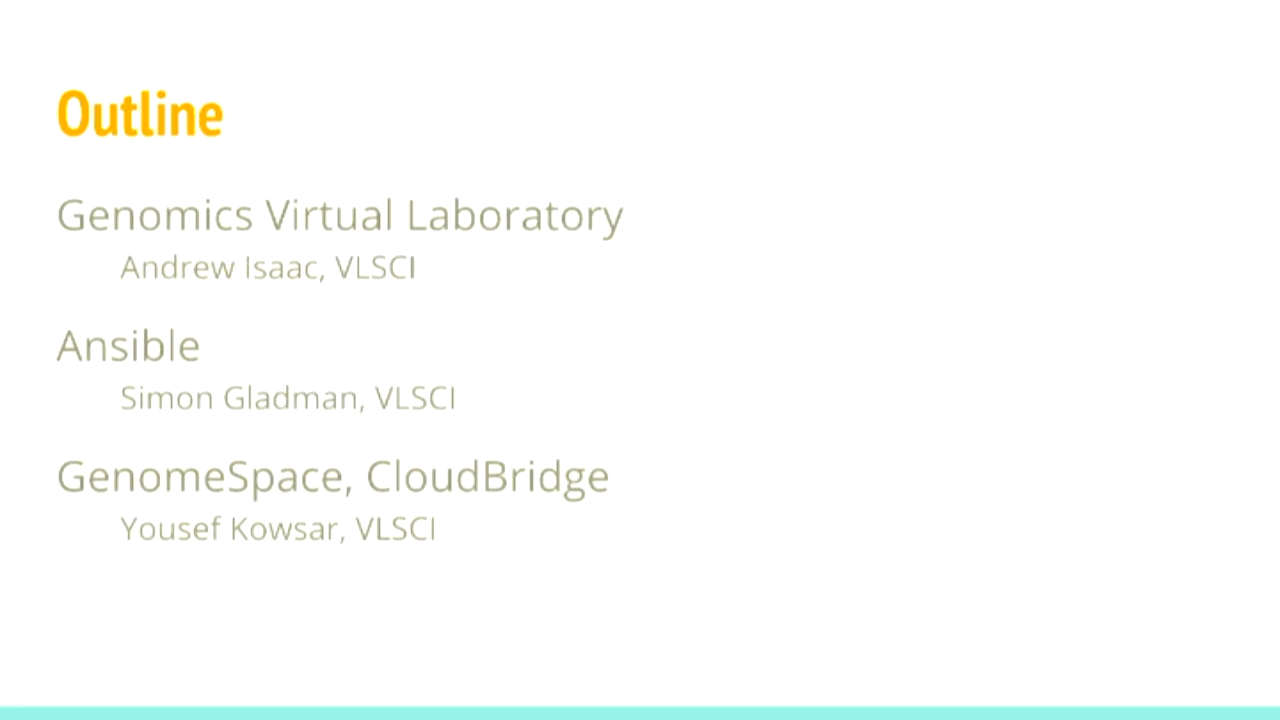 Outline
Genomics Virtual Laboratory
Andrew Isaac, VLSCI
Ansible
Simon Gladman, VLSCI
GenomeSpace, CloudBridge
Yousef Kowsar, VLSCI